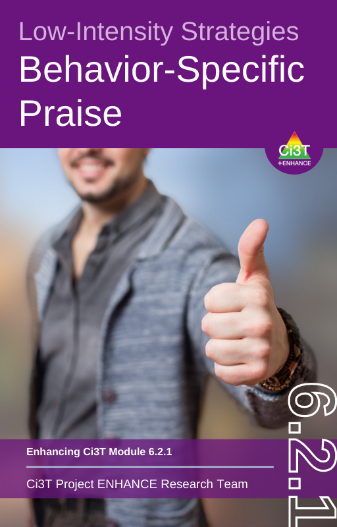 Low-Intensity Strategies
Behavior-Specific
Praise
Ci3T
+ENHANCE
Enhancing Ci3T Module 6.2.1
Ci3T Project ENHANCE Research Team
6.2.1